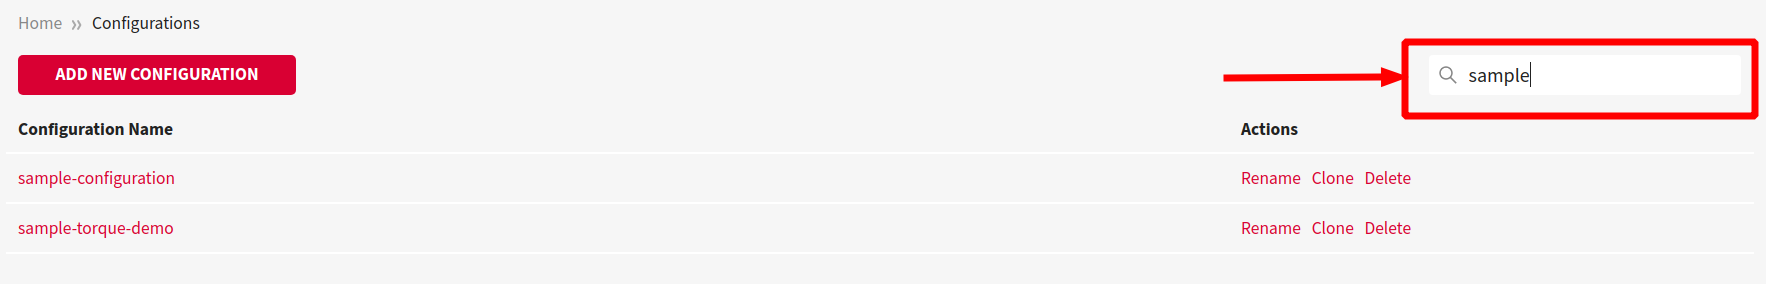 Home » Configurations
ADD NEW CONFIGURATION
sample
Configuration Name Actions
sample-configuration Rename Clone Delete
sample-torque-demo Rename Clone Delete